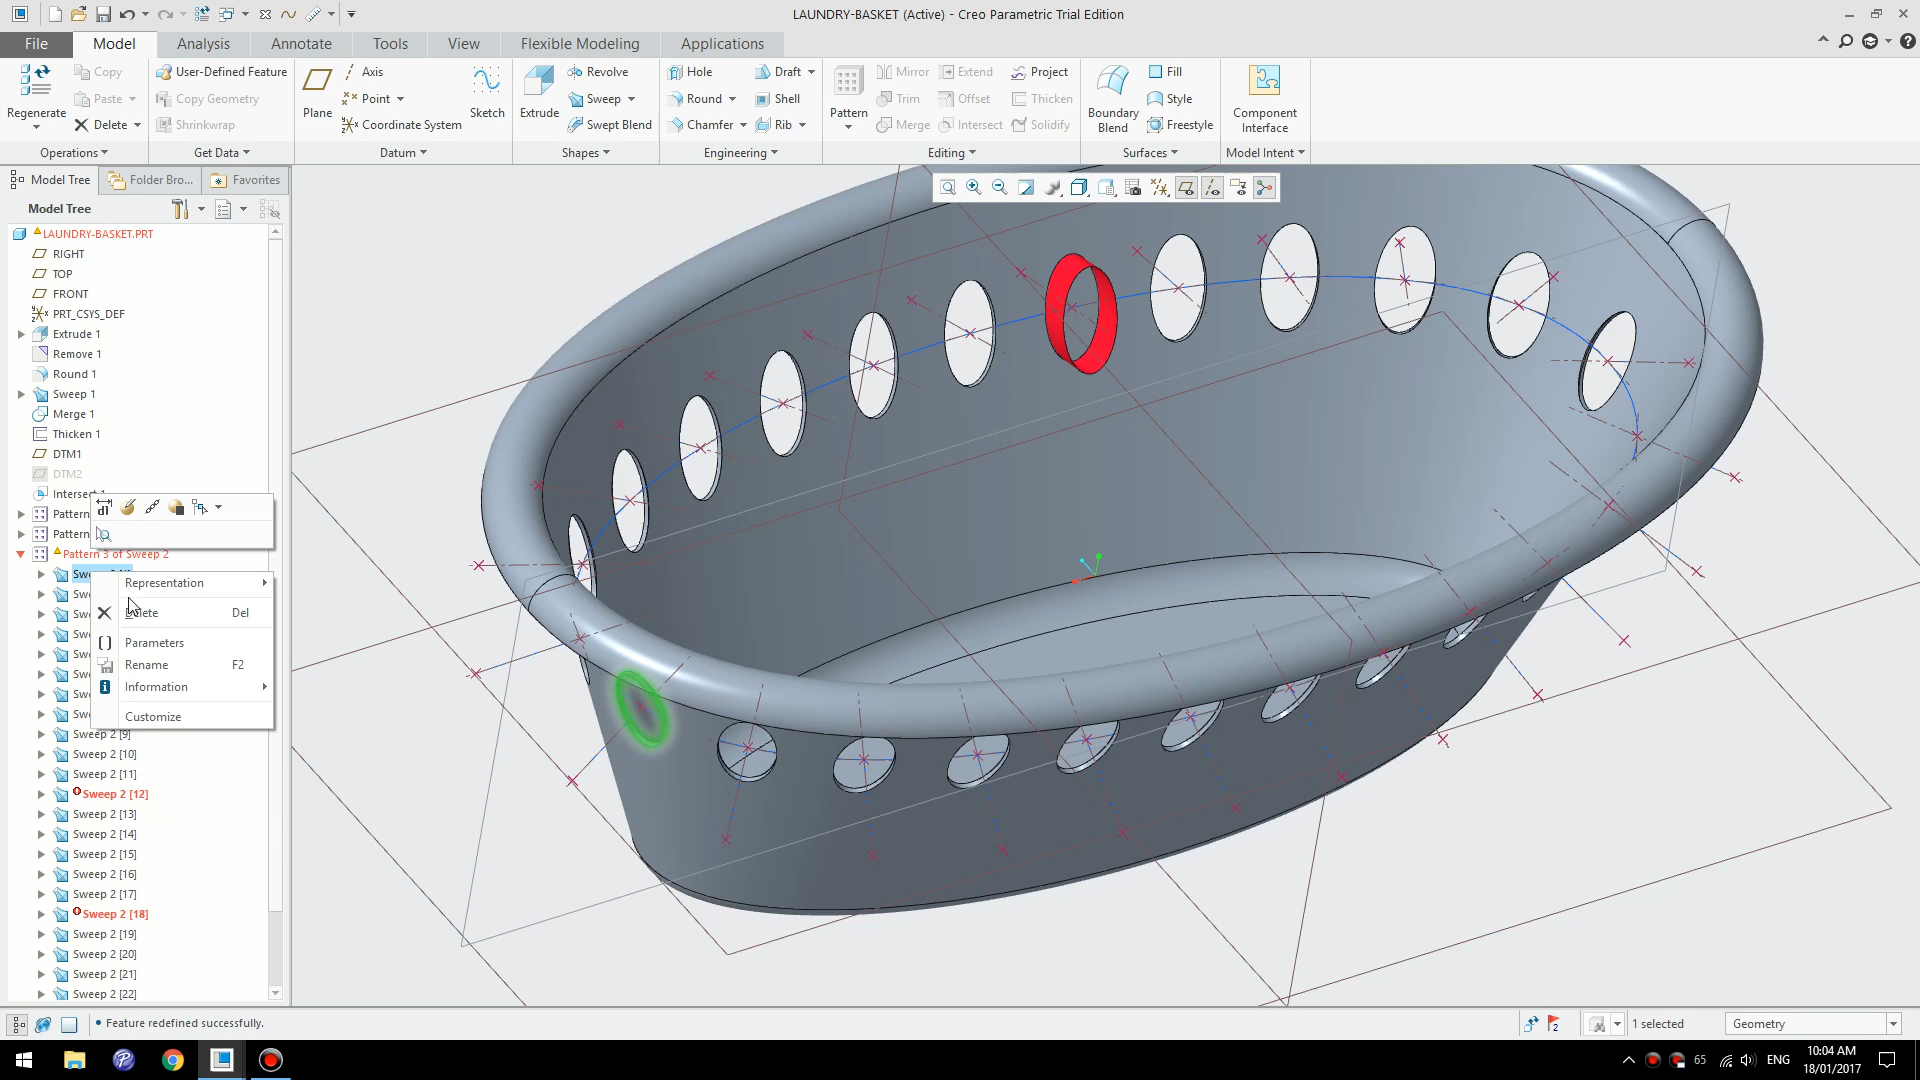 LAUNDRY-BASKET (Active) - Creo Parametric Trial Edition
File Model Analysis Annotate Tools View Flexible Modeling Applications
Regenerate
Copy
Paste
Delete
Operations
User-Defined Feature
Copy Geometry
Shrinkwrap
Get Data
Plane
Axis
Point
Coordinate System
Sketch
Datum
Extrude
Revolve
Sweep
Swept Blend
Shapes
Hole
Round
Chamfer
Draft
Shell
Rib
Engineering
Pattern
Mirror
Trim
Merge
Extend
Offset
Intersect
Project
Thicken
Solidify
Editing
Boundary
Blend
Fill
Style
Freestyle
Surfaces
Component
Interface
Model Intent
Model Tree
Folder Bro...
Favorites
Model Tree
LAUNDRY-BASKET.PRT
RIGHT
TOP
FRONT
PRT_CSYS_DEF
Extrude 1
Remove 1
Round 1
Sweep 1
Merge 1
Thicken 1
DTM1
DTM2
Intersect 1
Pattern
Pattern
Pattern 3 of Sweep 2
Representation
Delete Del
Parameters
Rename F2
Information
Customize
Sweep 2 [9]
Sweep 2 [10]
Sweep 2 [11]
Sweep 2 [12]
Sweep 2 [13]
Sweep 2 [14]
Sweep 2 [15]
Sweep 2 [16]
Sweep 2 [17]
Sweep 2 [18]
Sweep 2 [19]
Sweep 2 [20]
Sweep 2 [21]
Sweep 2 [22]
• Feature redefined successfully.
2
1 selected
Geometry
65
ENG
10:04 AM
18/01/2017